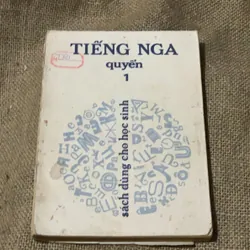 TIẾNG NGA
quyển
1
sách dùng cho học sinh